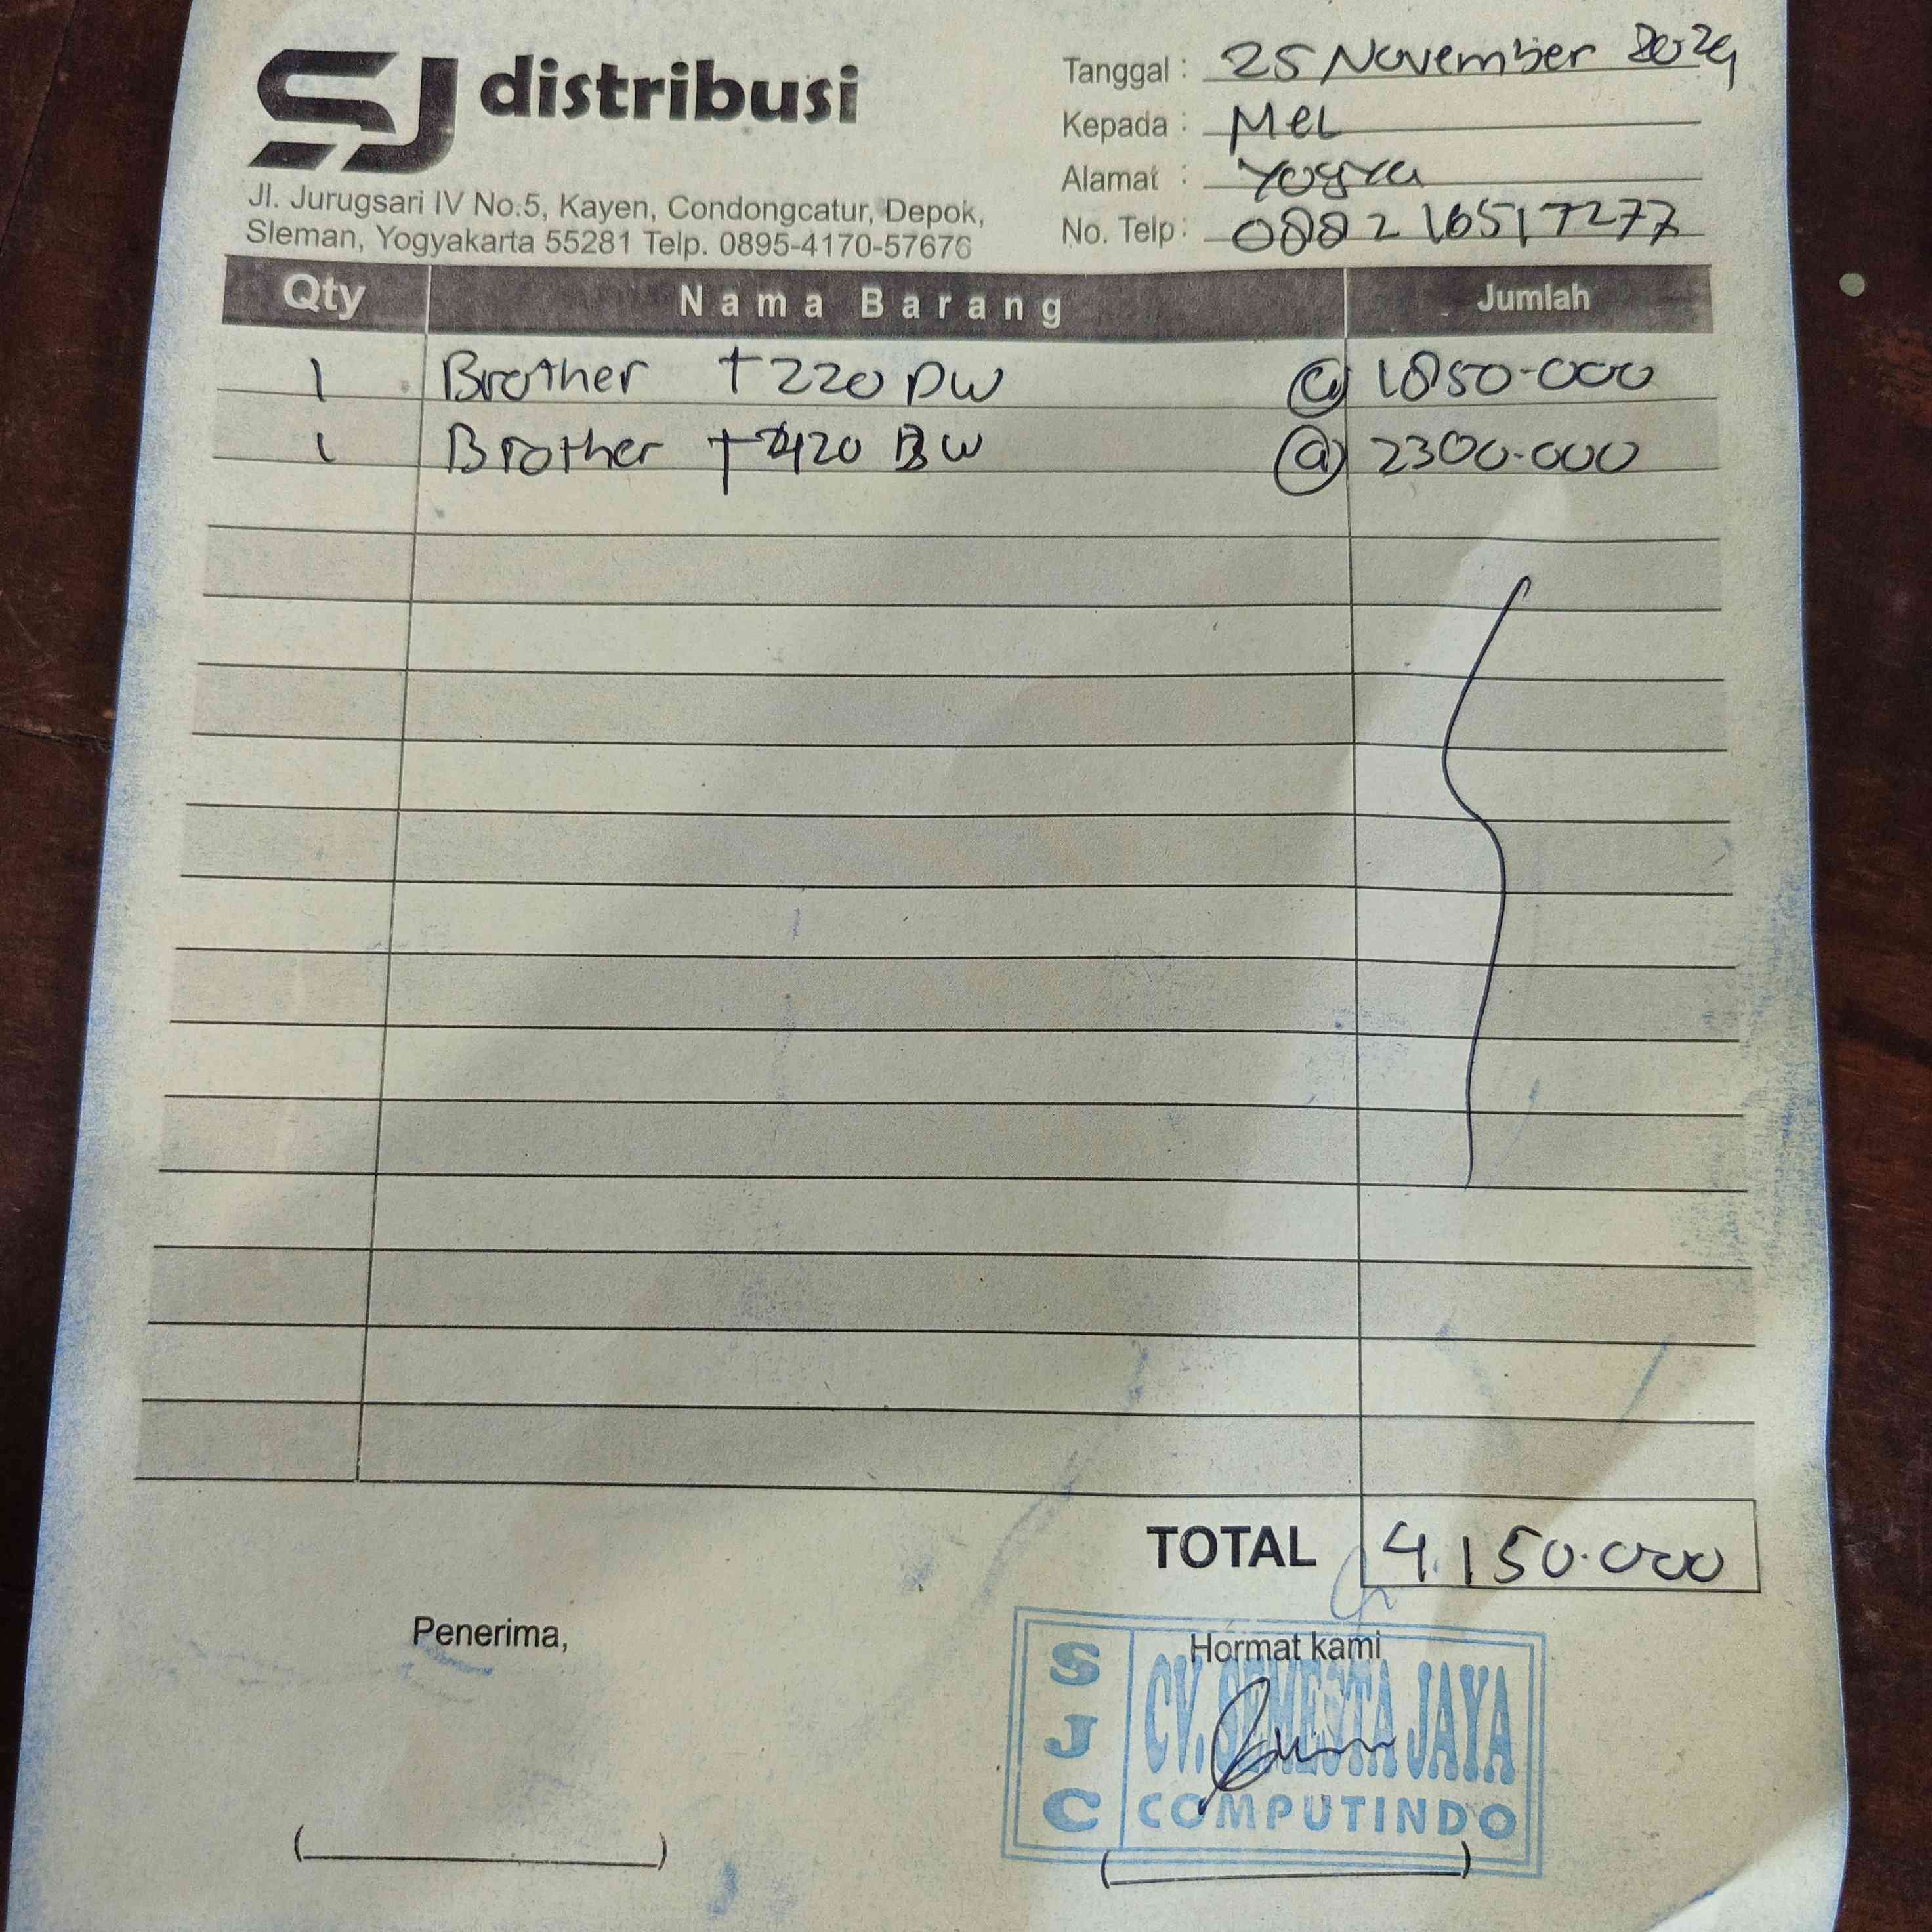 SJ distribusi
Jl. Jurugsari IV No.5, Kayen, Condongcatur, Depok,
Sleman, Yogyakarta 55281 Telp. 0895-4170-57676
Tanggal : 25 November 2024
Kepada : Mel
Alamat : Yogya
No. Telp : 088216517277
Qty Nama Barang Jumlah
1 Brother T220 DW @ 1850.000
1 Brother T420 DW @ 2300.000
TOTAL 4.150.000
Penerima,
Hormat kami
SJC
CV. SEMESTA JAYA
COMPUTINDO